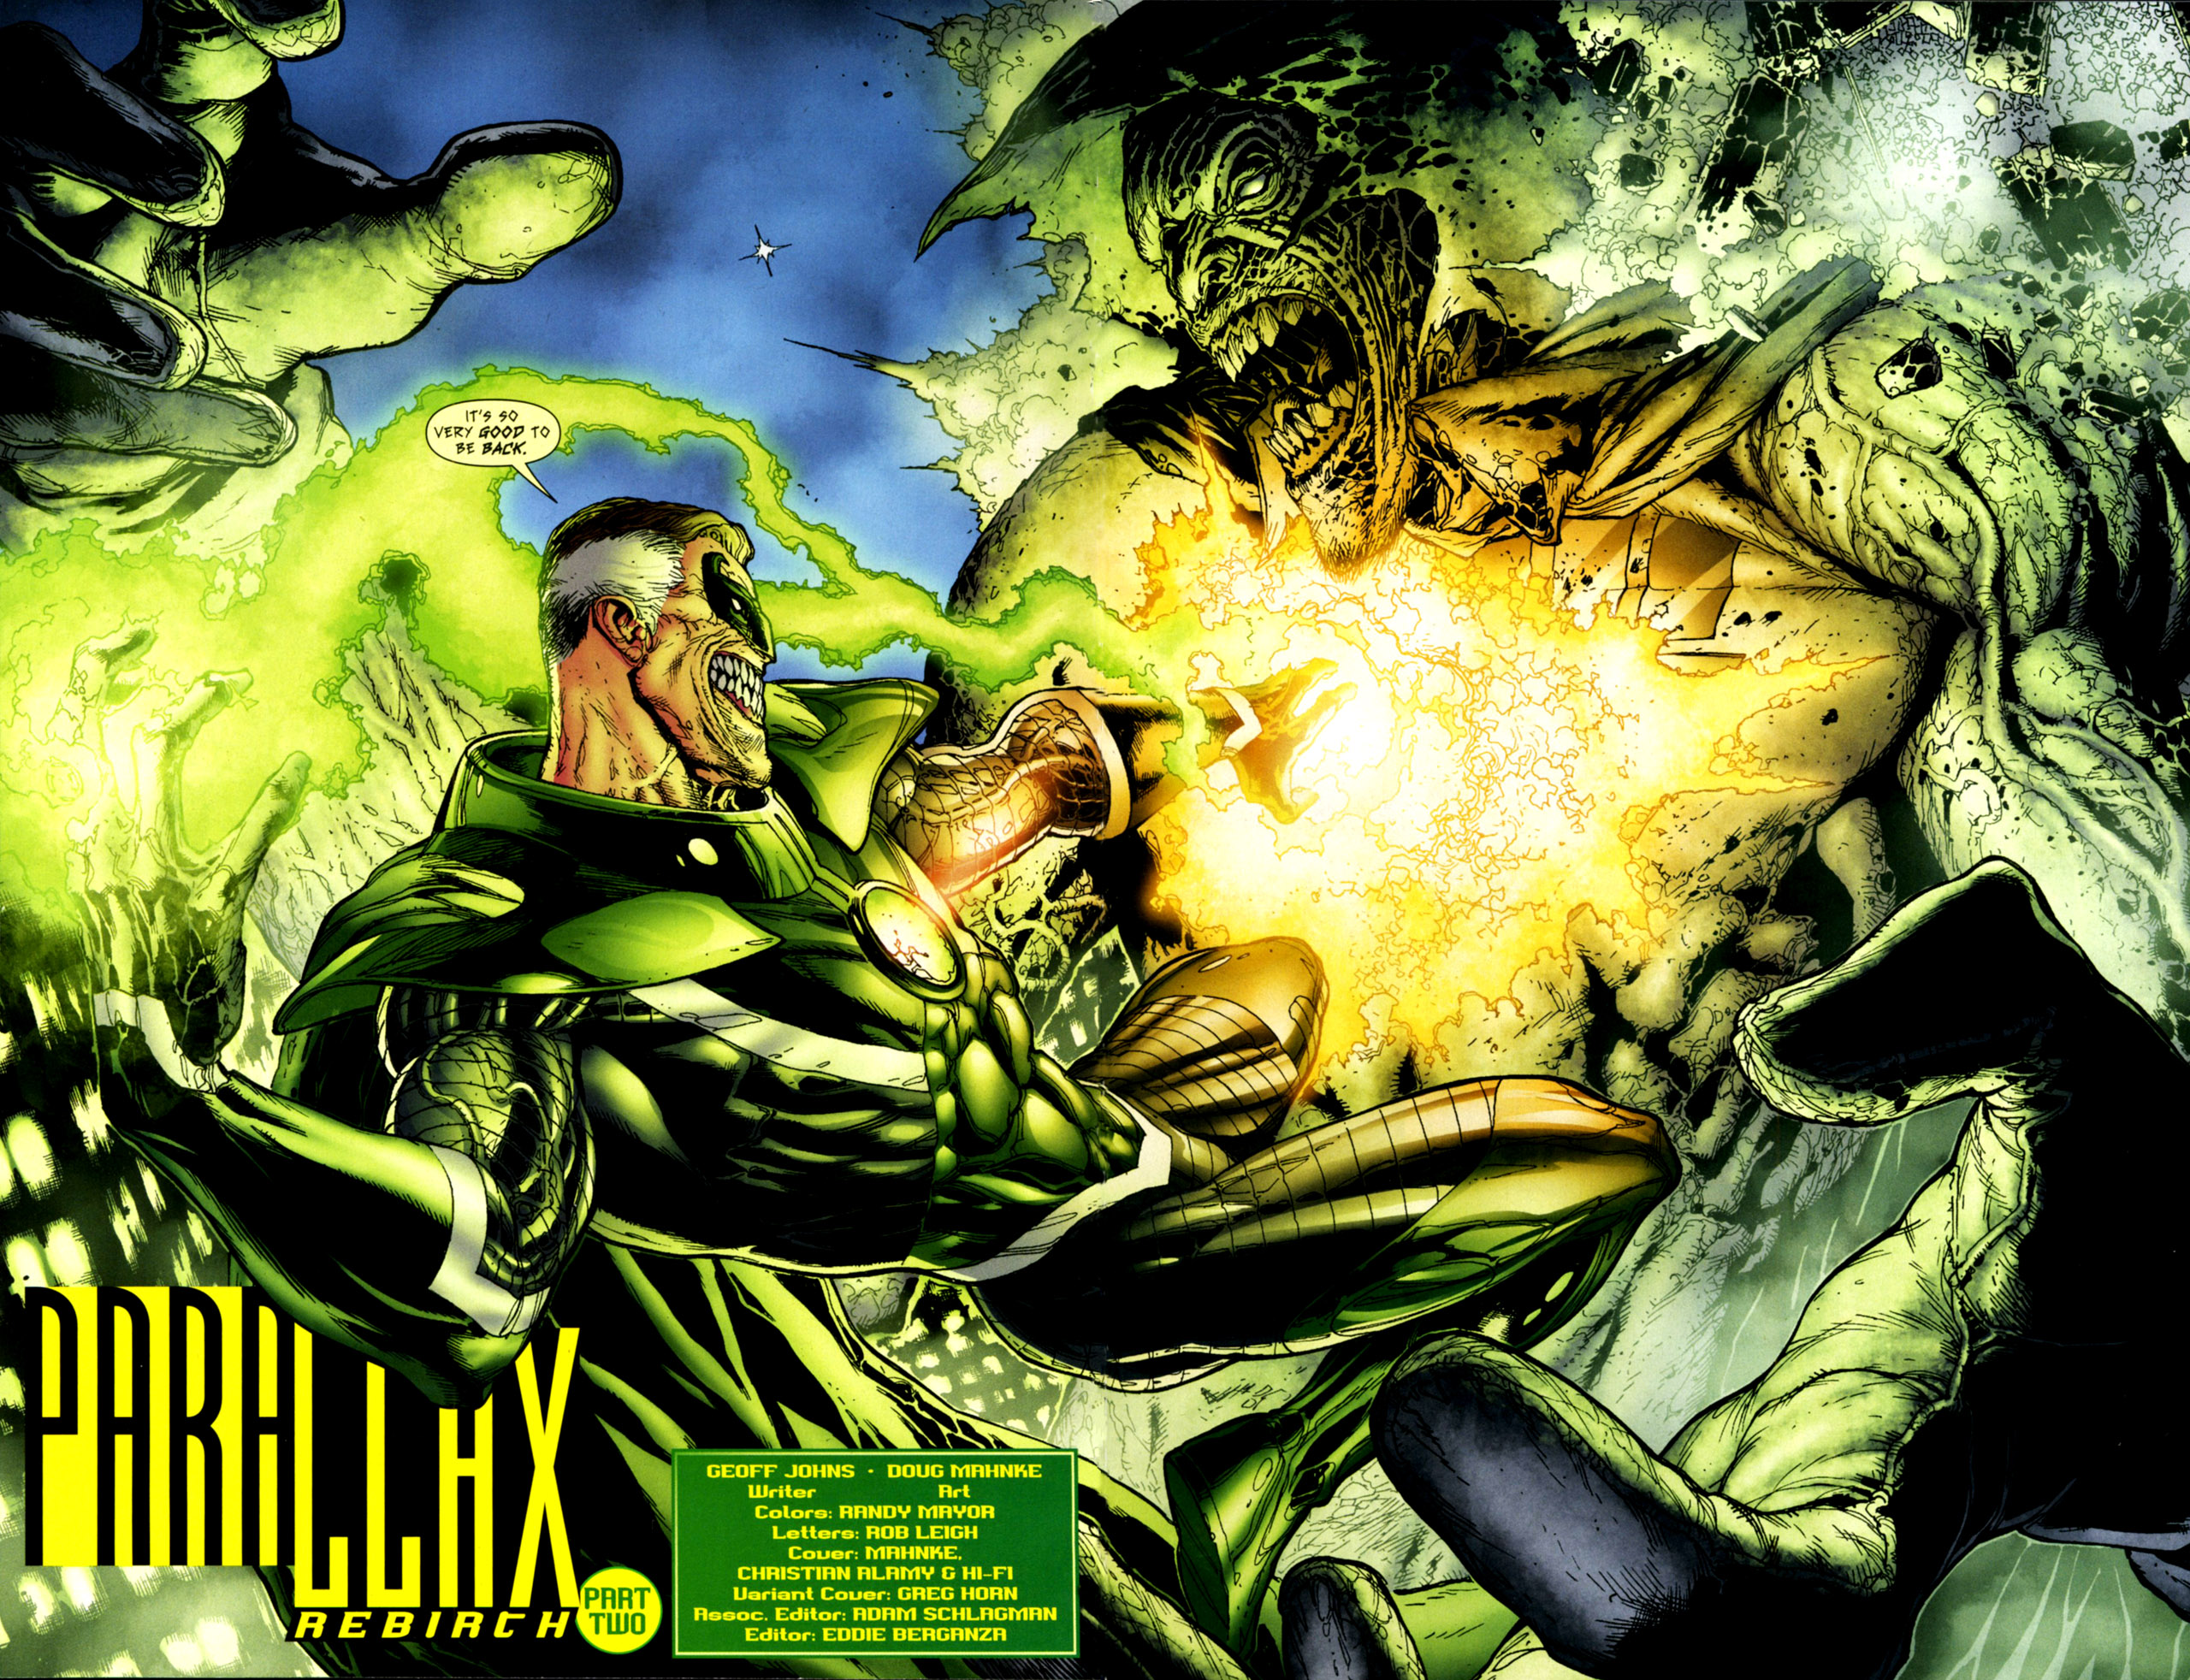 IT'S SO
VERY GOOD TO
BE BACK.
PARALLAX
REBIRTH
PART
TWO
GEOFF JOHNS · DOUG MAHNKE
Writer Art
Colors: RANDY MAYOR
Letters: ROB LEIGH
Cover: MAHNKE,
CHRISTIAN ALAMY & HI-FI
Variant Cover: GREG HORN
Assoc. Editor: ADAM SCHLAGMAN
Editor: EDDIE BERGANZA